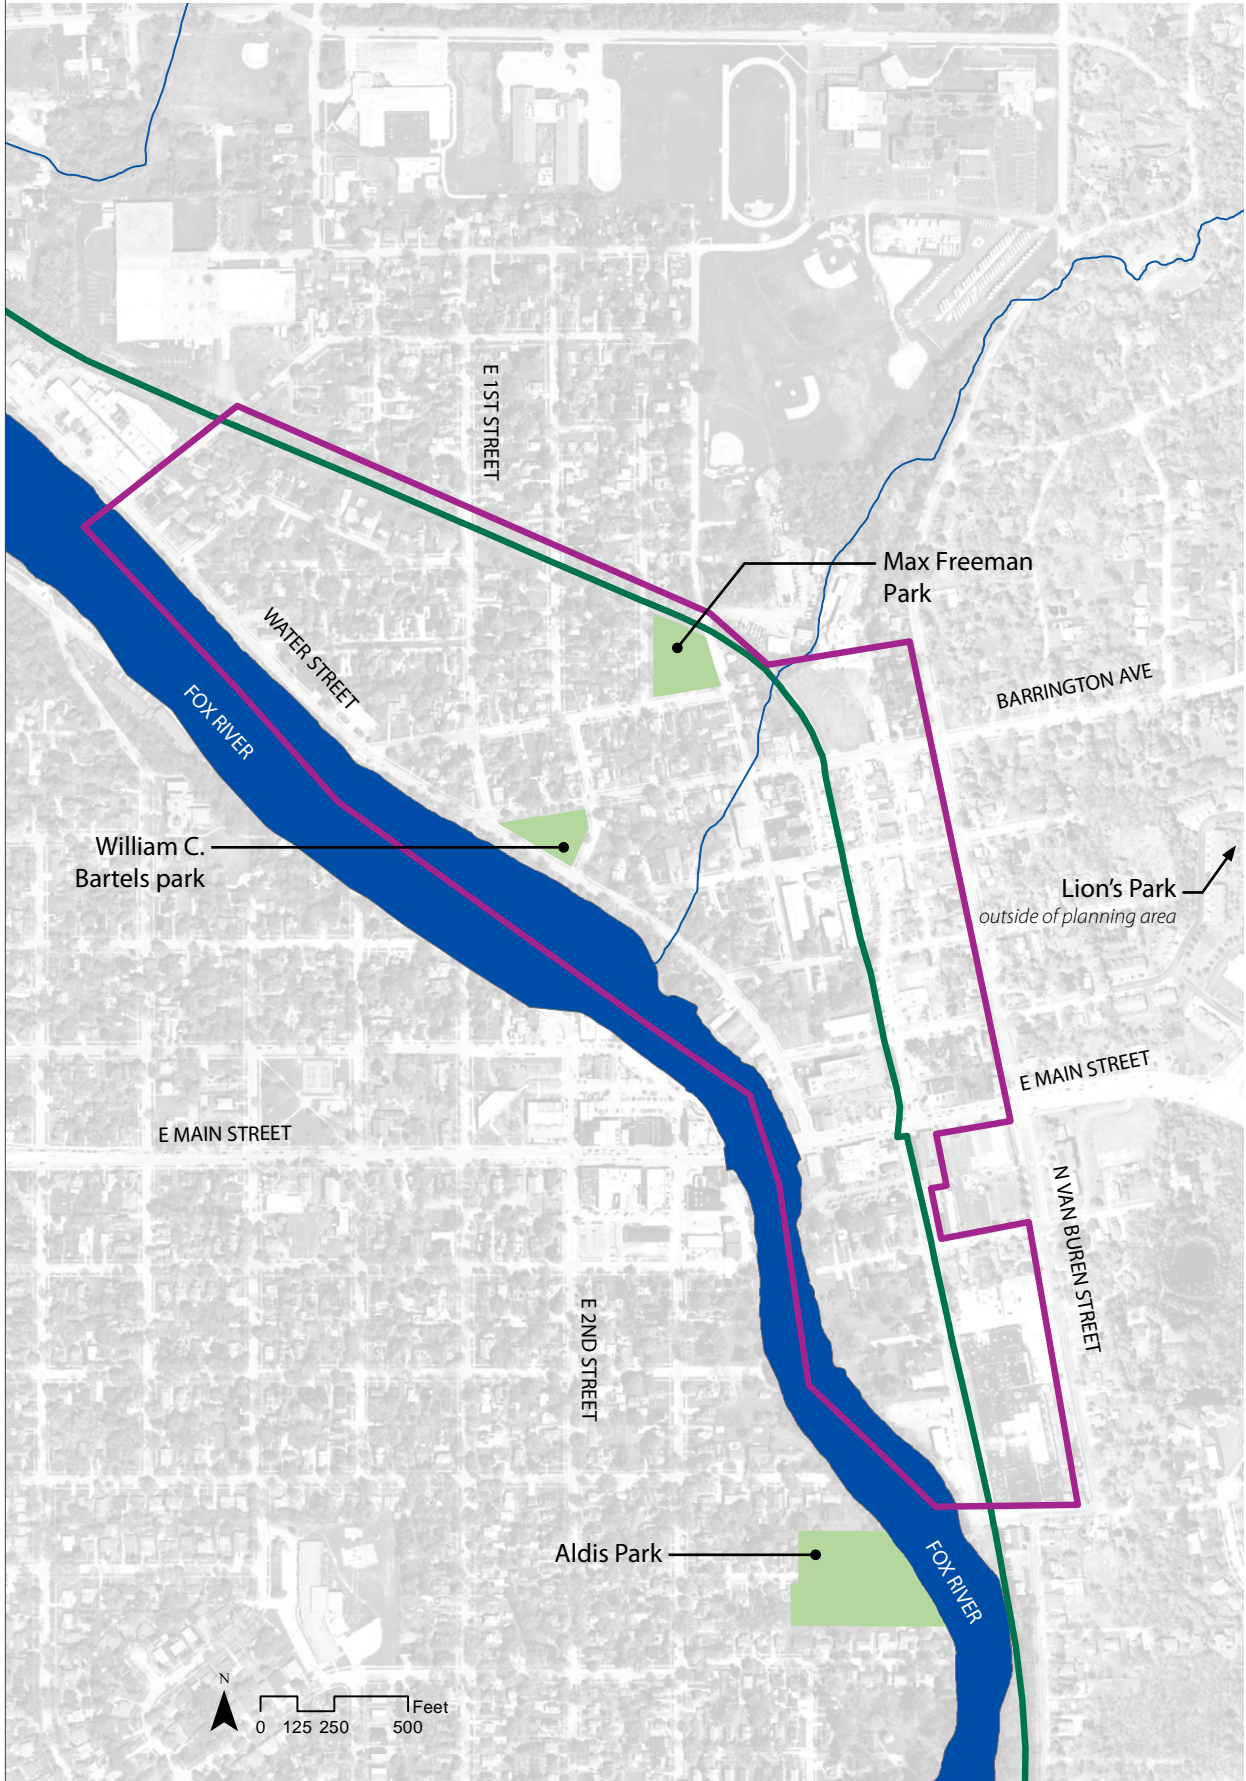 E 1ST STREET
Max Freeman
Park
WATER STREET
BARRINGTON AVE
FOX RIVER
William C.
Bartels park
Lion's Park
outside of planning area
E MAIN STREET
E MAIN STREET
N VAN BUREN STREET
E 2ND STREET
Aldis Park
FOX RIVER
N
Feet
0 125 250 500